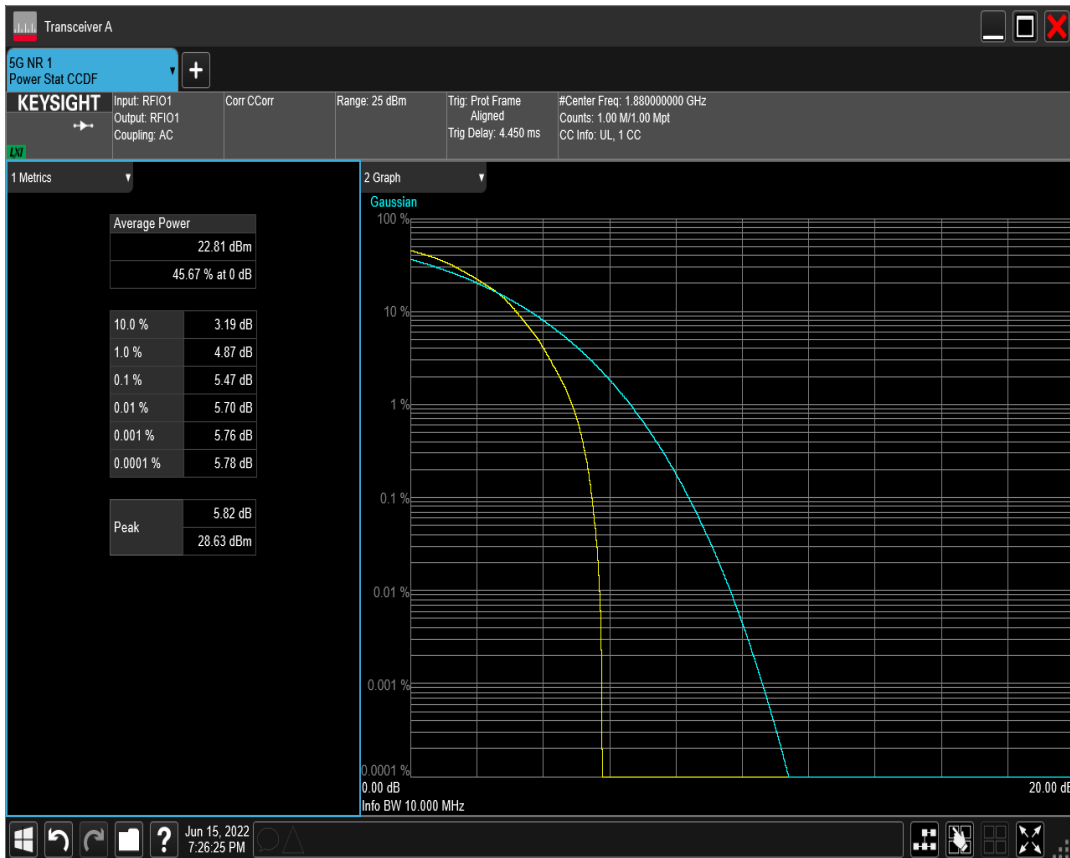 Transceiver A
5G NR 1
Power Stat CCDF
+
KEYSIGHT
LXI
Input: RFIO1
Output: RFIO1
Coupling: AC
Corr CCorr
Range: 25 dBm
Trig: Prot Frame
Aligned
Trig Delay: 4.450 ms
#Center Freq: 1.880000000 GHz
Counts: 1.00 M/1.00 Mpt
CC Info: UL, 1 CC
1 Metrics
Average Power
22.81 dBm
45.67 % at 0 dB
10.0 % 3.19 dB
1.0 % 4.87 dB
0.1 % 5.47 dB
0.01 % 5.70 dB
0.001 % 5.76 dB
0.0001 % 5.78 dB
Peak
5.82 dB
28.63 dBm
2 Graph
Gaussian
100 %
10 %
1 %
0.1 %
0.01 %
0.001 %
0.0001 %
0.00 dB 20.00 dB
Info BW 10.000 MHz
?
Jun 15, 2022
7:26:25 PM